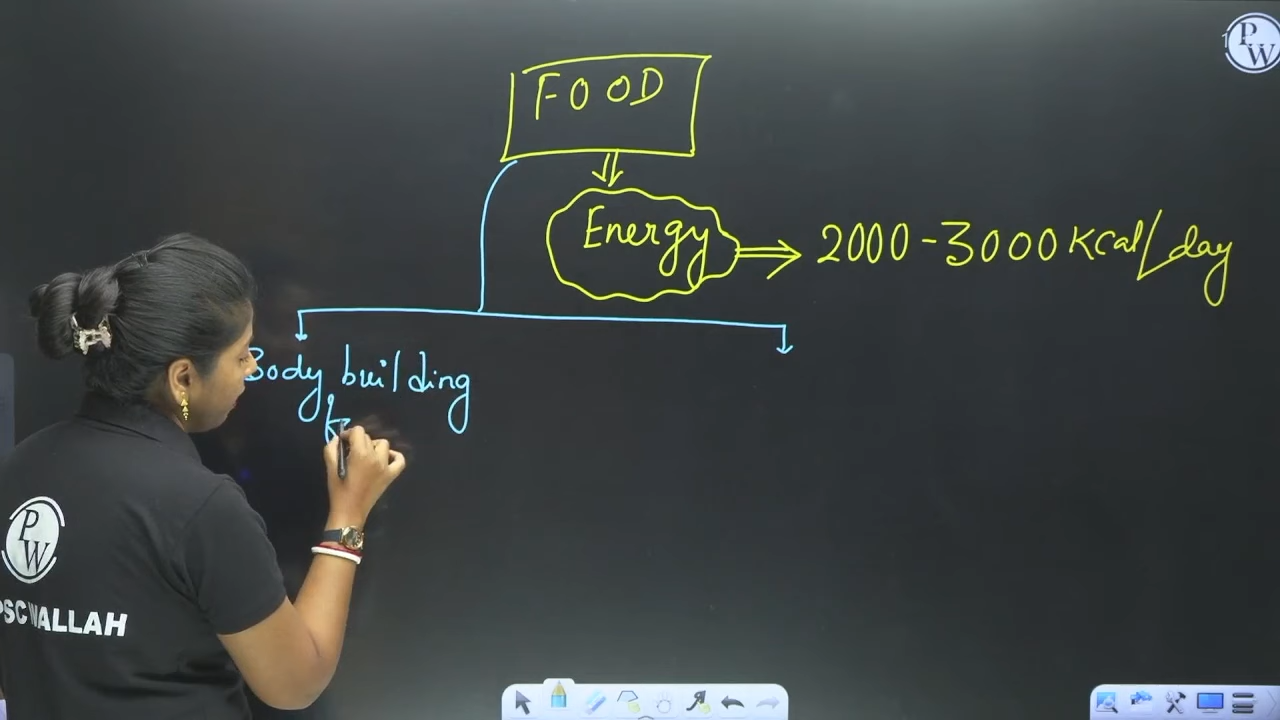 PW
FOOD
Energy
2000-3000 Kcal/day
Body building
PW
PSC WALLAH